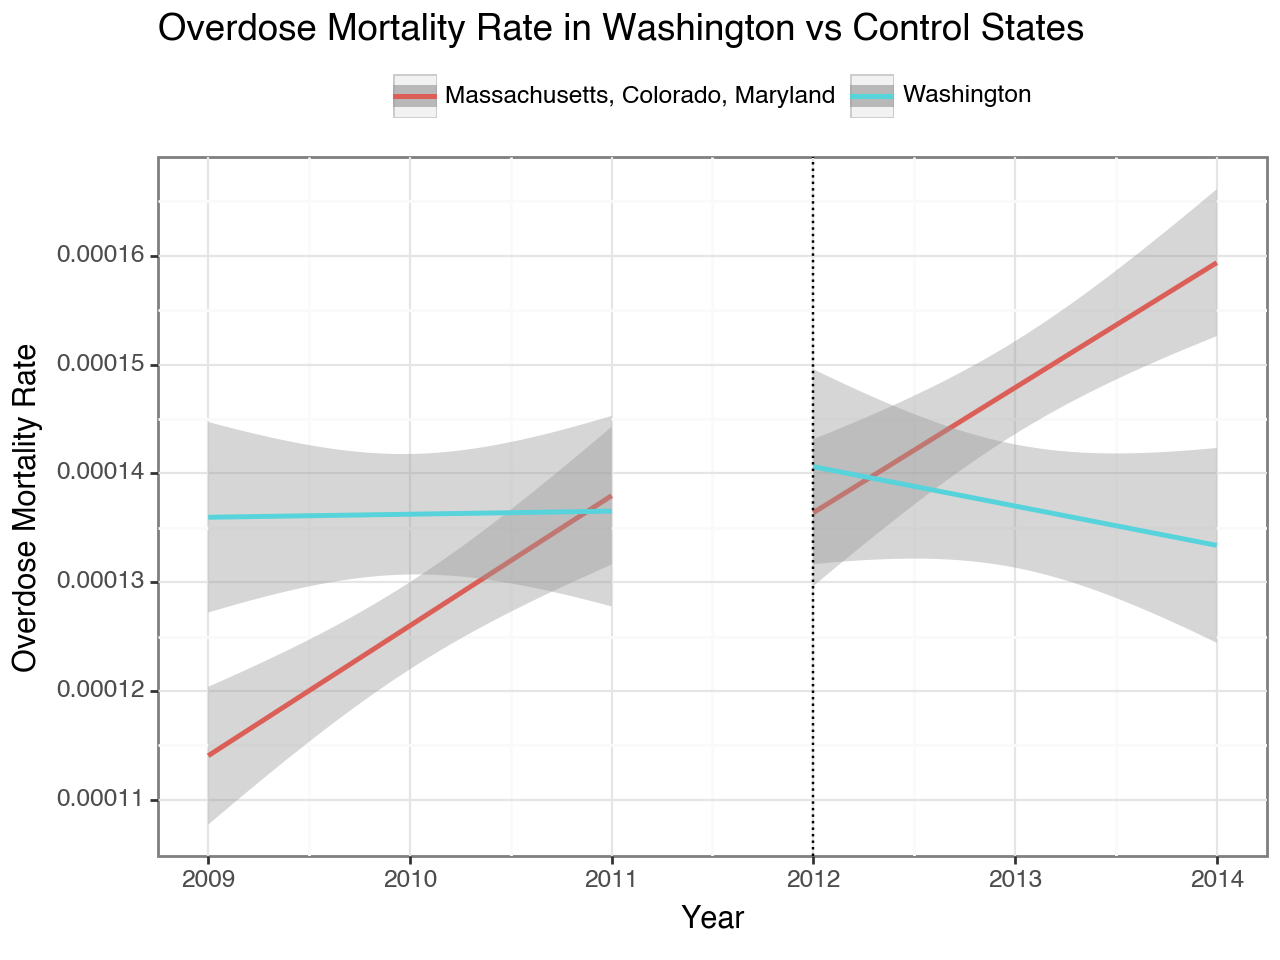 Overdose Mortality Rate in Washington vs Control States
Massachusetts, Colorado, Maryland Washington
Overdose Mortality Rate
0.00016
0.00015
0.00014
0.00013
0.00012
0.00011
2009 2010 2011 2012 2013 2014
Year